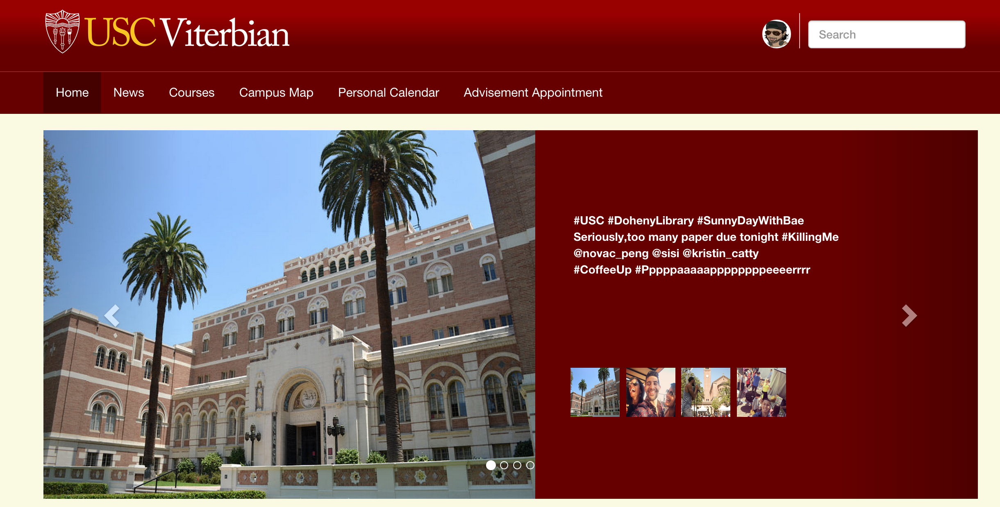 USC Viterbian
Search
Home News Courses Campus Map Personal Calendar Advisement Appointment
#USC #DohenyLibrary #SunnyDayWithBae
Seriously,too many paper due tonight #KillingMe
@novac_peng @sisi @kristin_catty
#CoffeeUp #Pppppaaaaapppppppppeeeerrrr